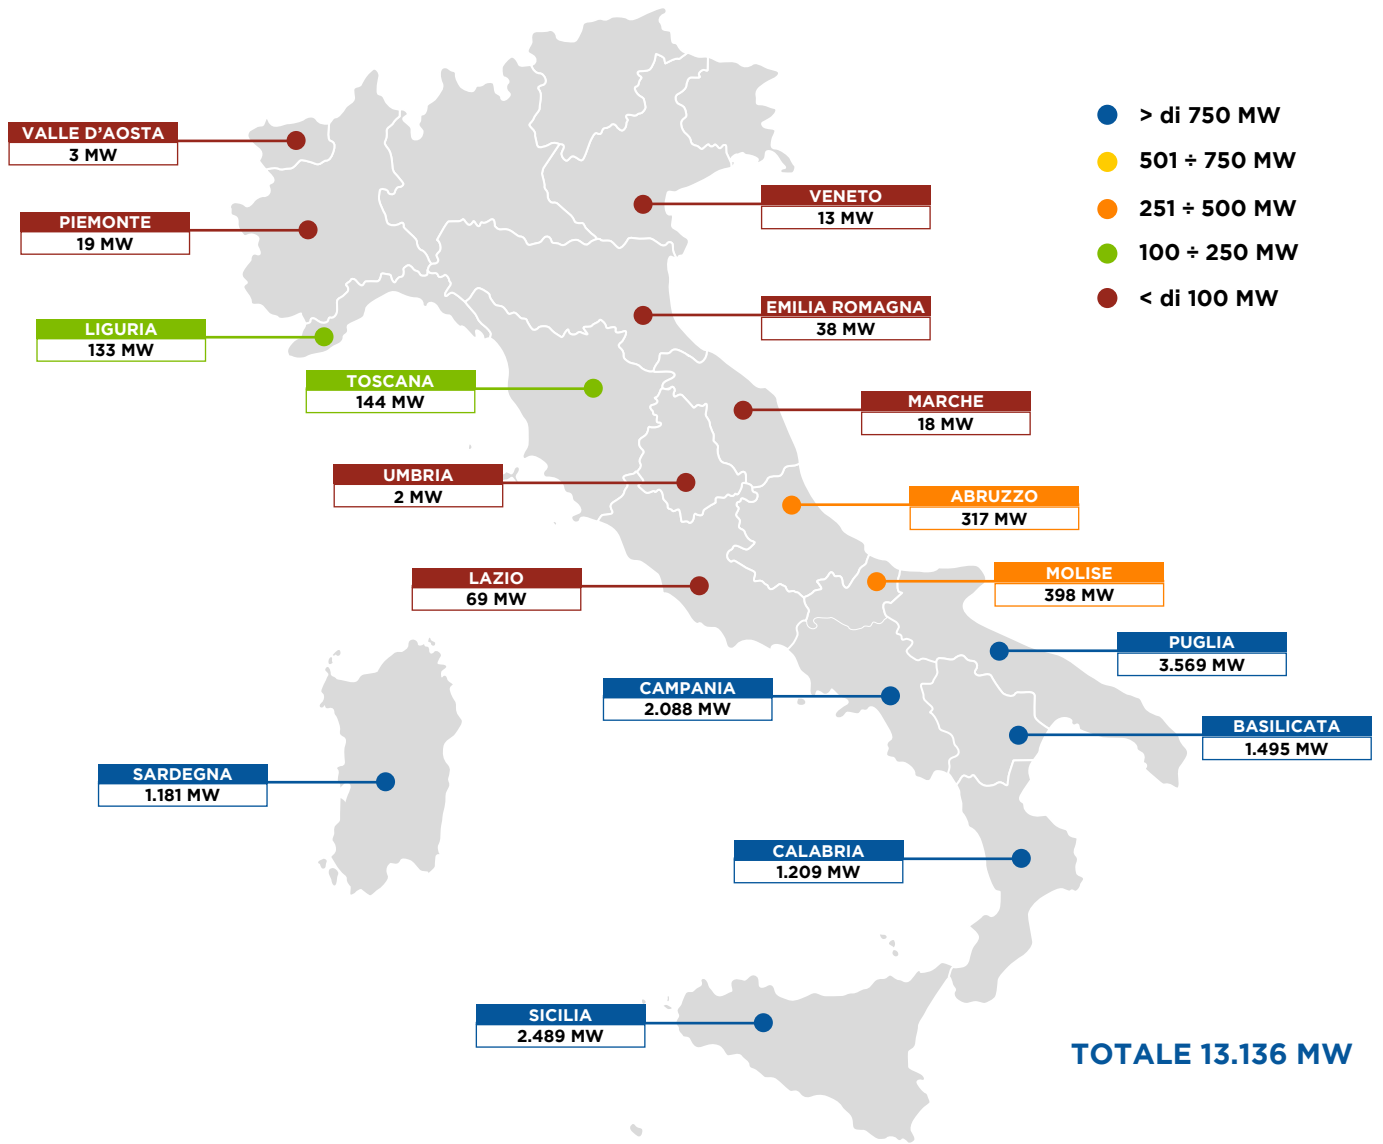 > di 750 MW
501 ÷ 750 MW
251 ÷ 500 MW
100 ÷ 250 MW
< di 100 MW
VALLE D'AOSTA
3 MW
PIEMONTE
19 MW
VENETO
13 MW
EMILIA ROMAGNA
38 MW
LIGURIA
133 MW
TOSCANA
144 MW
MARCHE
18 MW
UMBRIA
2 MW
ABRUZZO
317 MW
LAZIO
69 MW
MOLISE
398 MW
PUGLIA
3.569 MW
CAMPANIA
2.088 MW
BASILICATA
1.495 MW
SARDEGNA
1.181 MW
CALABRIA
1.209 MW
SICILIA
2.489 MW
TOTALE 13.136 MW